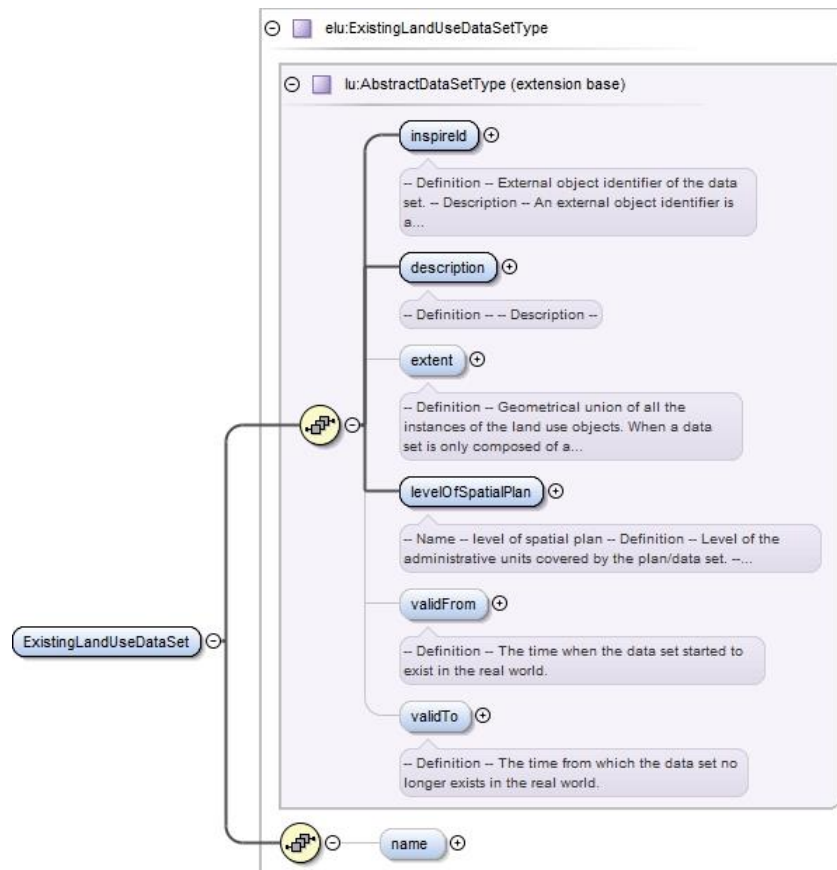 elu:ExistingLandUseDataSetType
lu:AbstractDataSetType (extension base)
inspireId
-- Definition -- External object identifier of the data
set. -- Description -- An external object identifier is
a...
description
-- Definition -- -- Description --
extent
-- Definition -- Geometrical union of all the
instances of the land use objects. When a data
set is only composed of a...
levelOfSpatialPlan
-- Name -- level of spatial plan -- Definition -- Level of the
administrative units covered by the plan/data set. --...
validFrom
-- Definition -- The time when the data set started to
exist in the real world.
ExistingLandUseDataSet
validTo
-- Definition -- The time from which the data set no
longer exists in the real world.
name